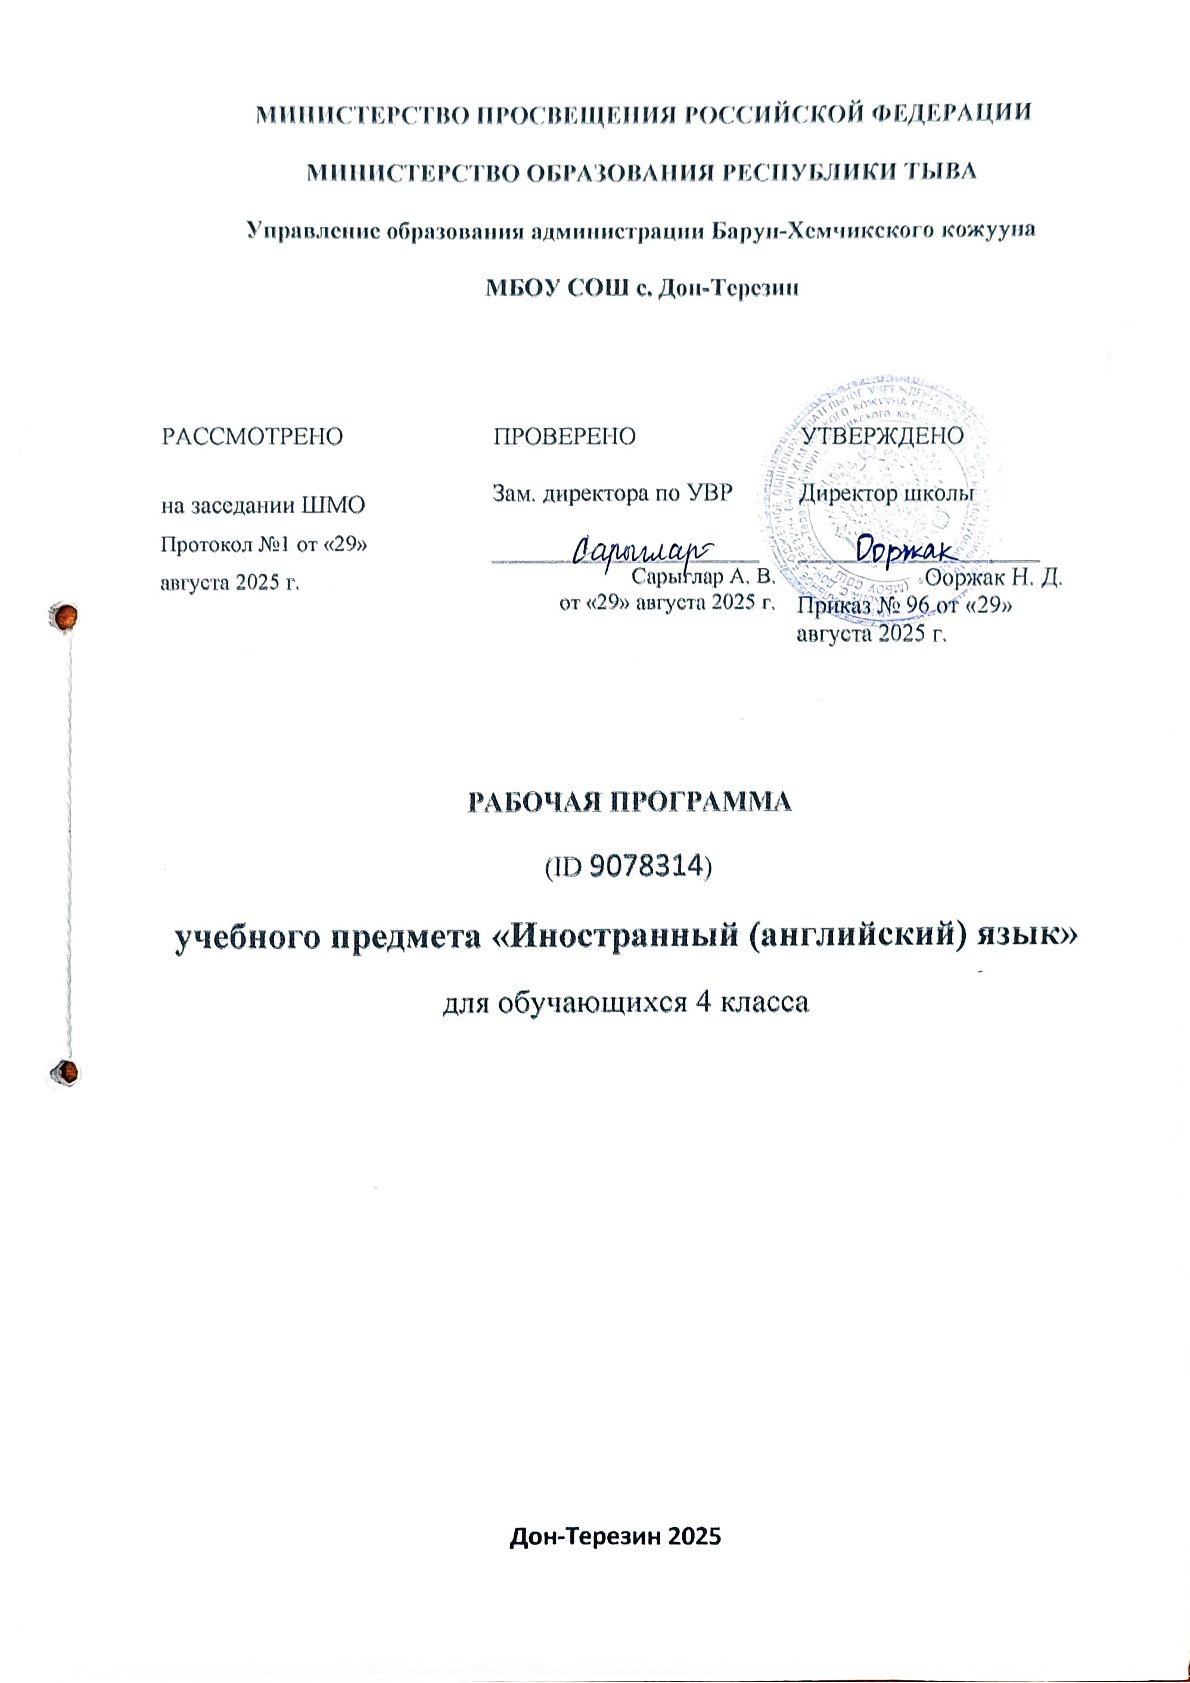 МИНИСТЕРСТВО ПРОСВЕЩЕНИЯ РОССИЙСКОЙ ФЕДЕРАЦИИ
МИНИСТЕРСТВО ОБРАЗОВАНИЯ РЕСПУБЛИКИ ТЫВА
Управление образования администрации Барун-Хемчикского кожууна
МБОУ СОШ с. Дон-Терезин
РАССМОТРЕНО
на заседании ШМО
Протокол №1 от «29»
августа 2025 г.
ПРОВЕРЕНО
Зам. директора по УВР
Сарыглар
Сарыглар А. В.
от «29» августа 2025 г.
УТВЕРЖДЕНО
Директор школы
Ооржак
Ооржак Н. Д.
Приказ № 96 от «29»
августа 2025 г.
РАБОЧАЯ ПРОГРАММА
(ID 9078314)
учебного предмета «Иностранный (английский) язык»
для обучающихся 4 класса
Дон-Терезин 2025